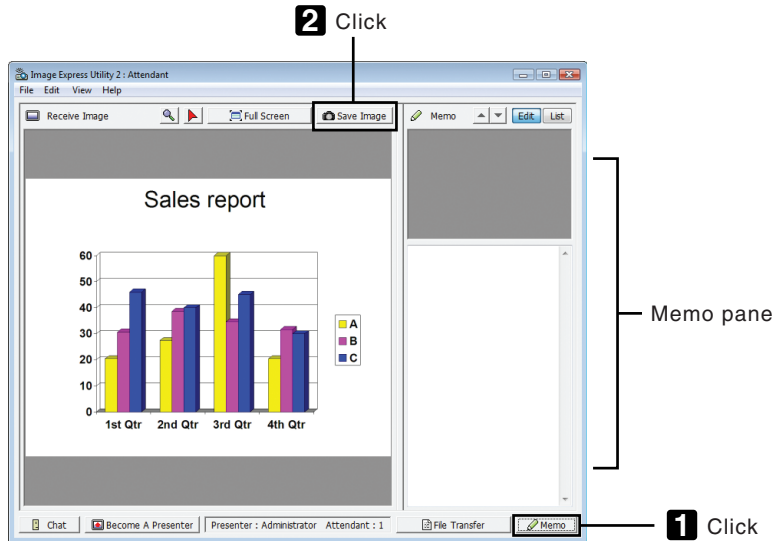 2 Click
Image Express Utility 2 : Attendant
File Edit View Help
Receive Image Full Screen Save Image Memo Edit List
Sales report
60
50
40
30
20
10
0
1st Qtr 2nd Qtr 3rd Qtr 4th Qtr
A
B
C
Memo pane
Chat Become A Presenter Presenter : Administrator Attendant : 1 File Transfer Memo
1 Click